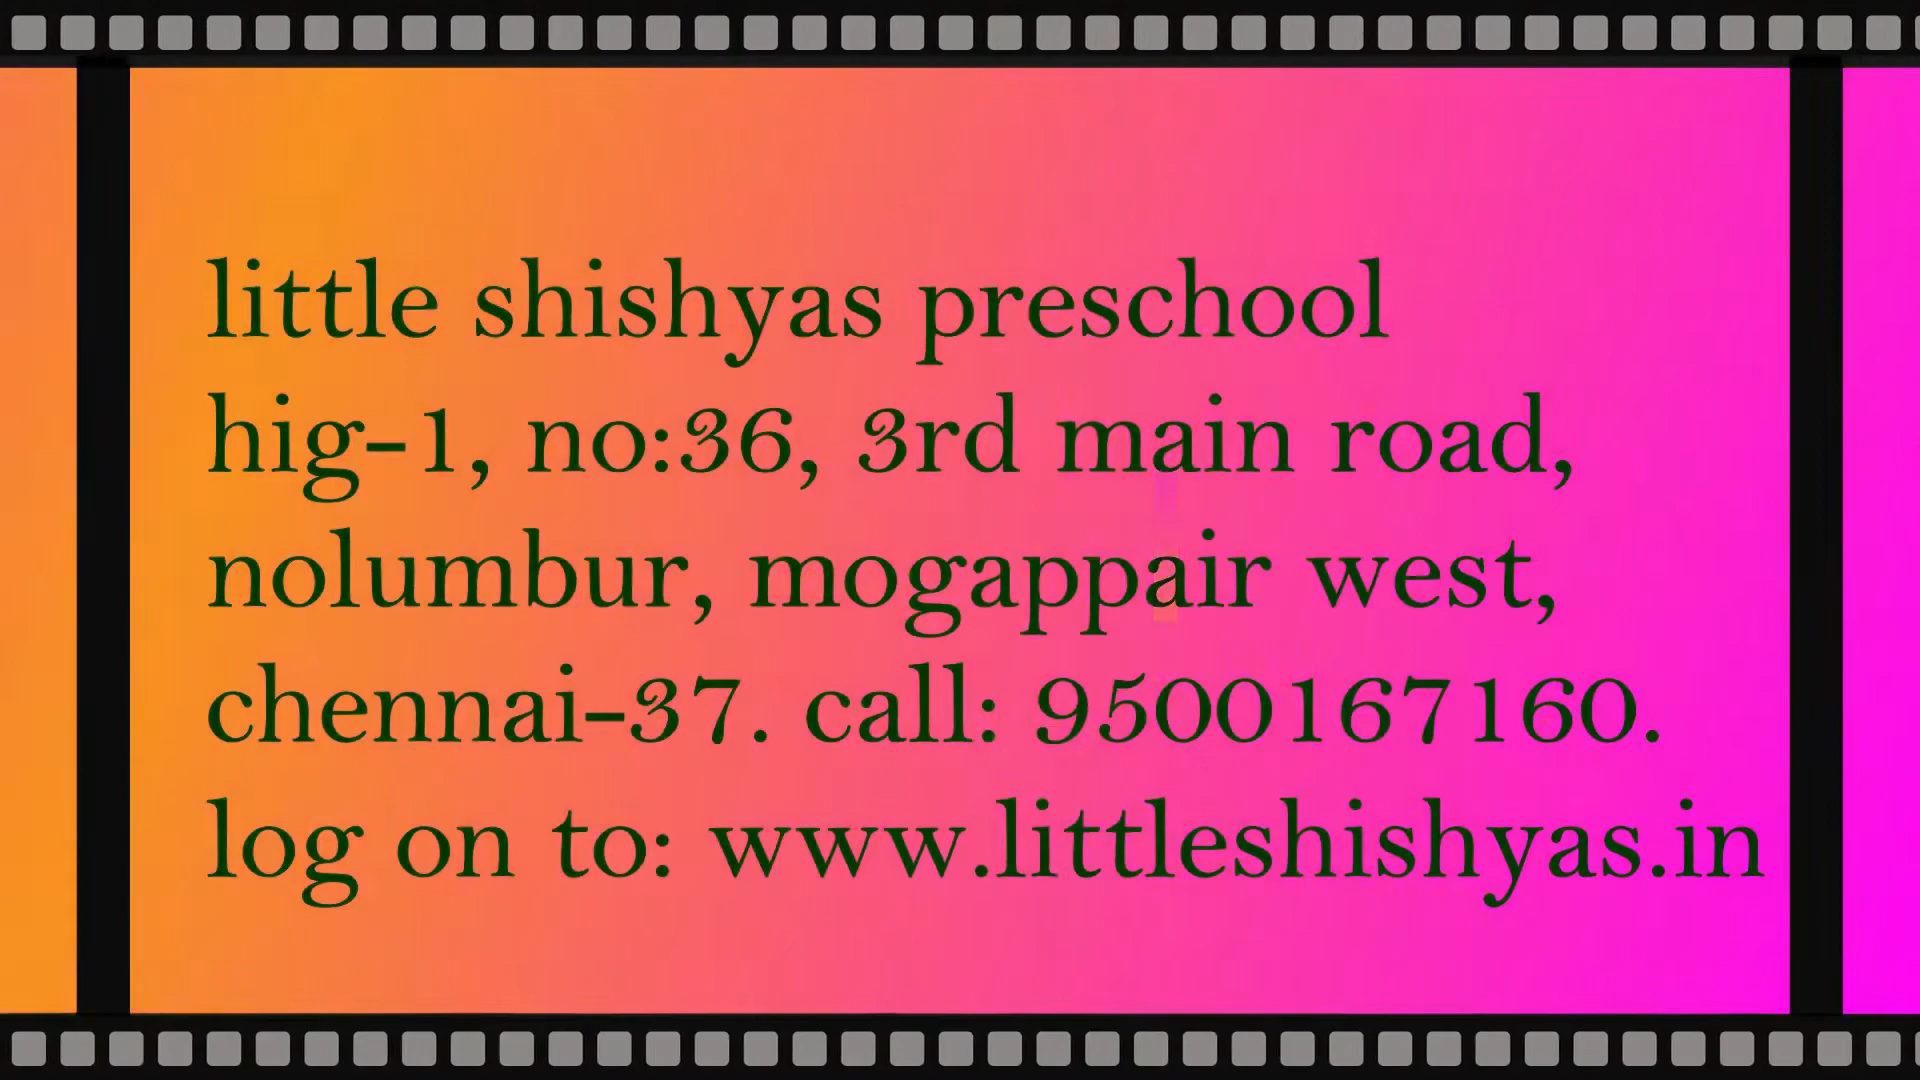 little shishyas preschool
hig-1, no:36, 3rd main road,
nolumbur, mogappair west,
chennai-37. call: 9500167160.
log on to: www.littleshishyas.in